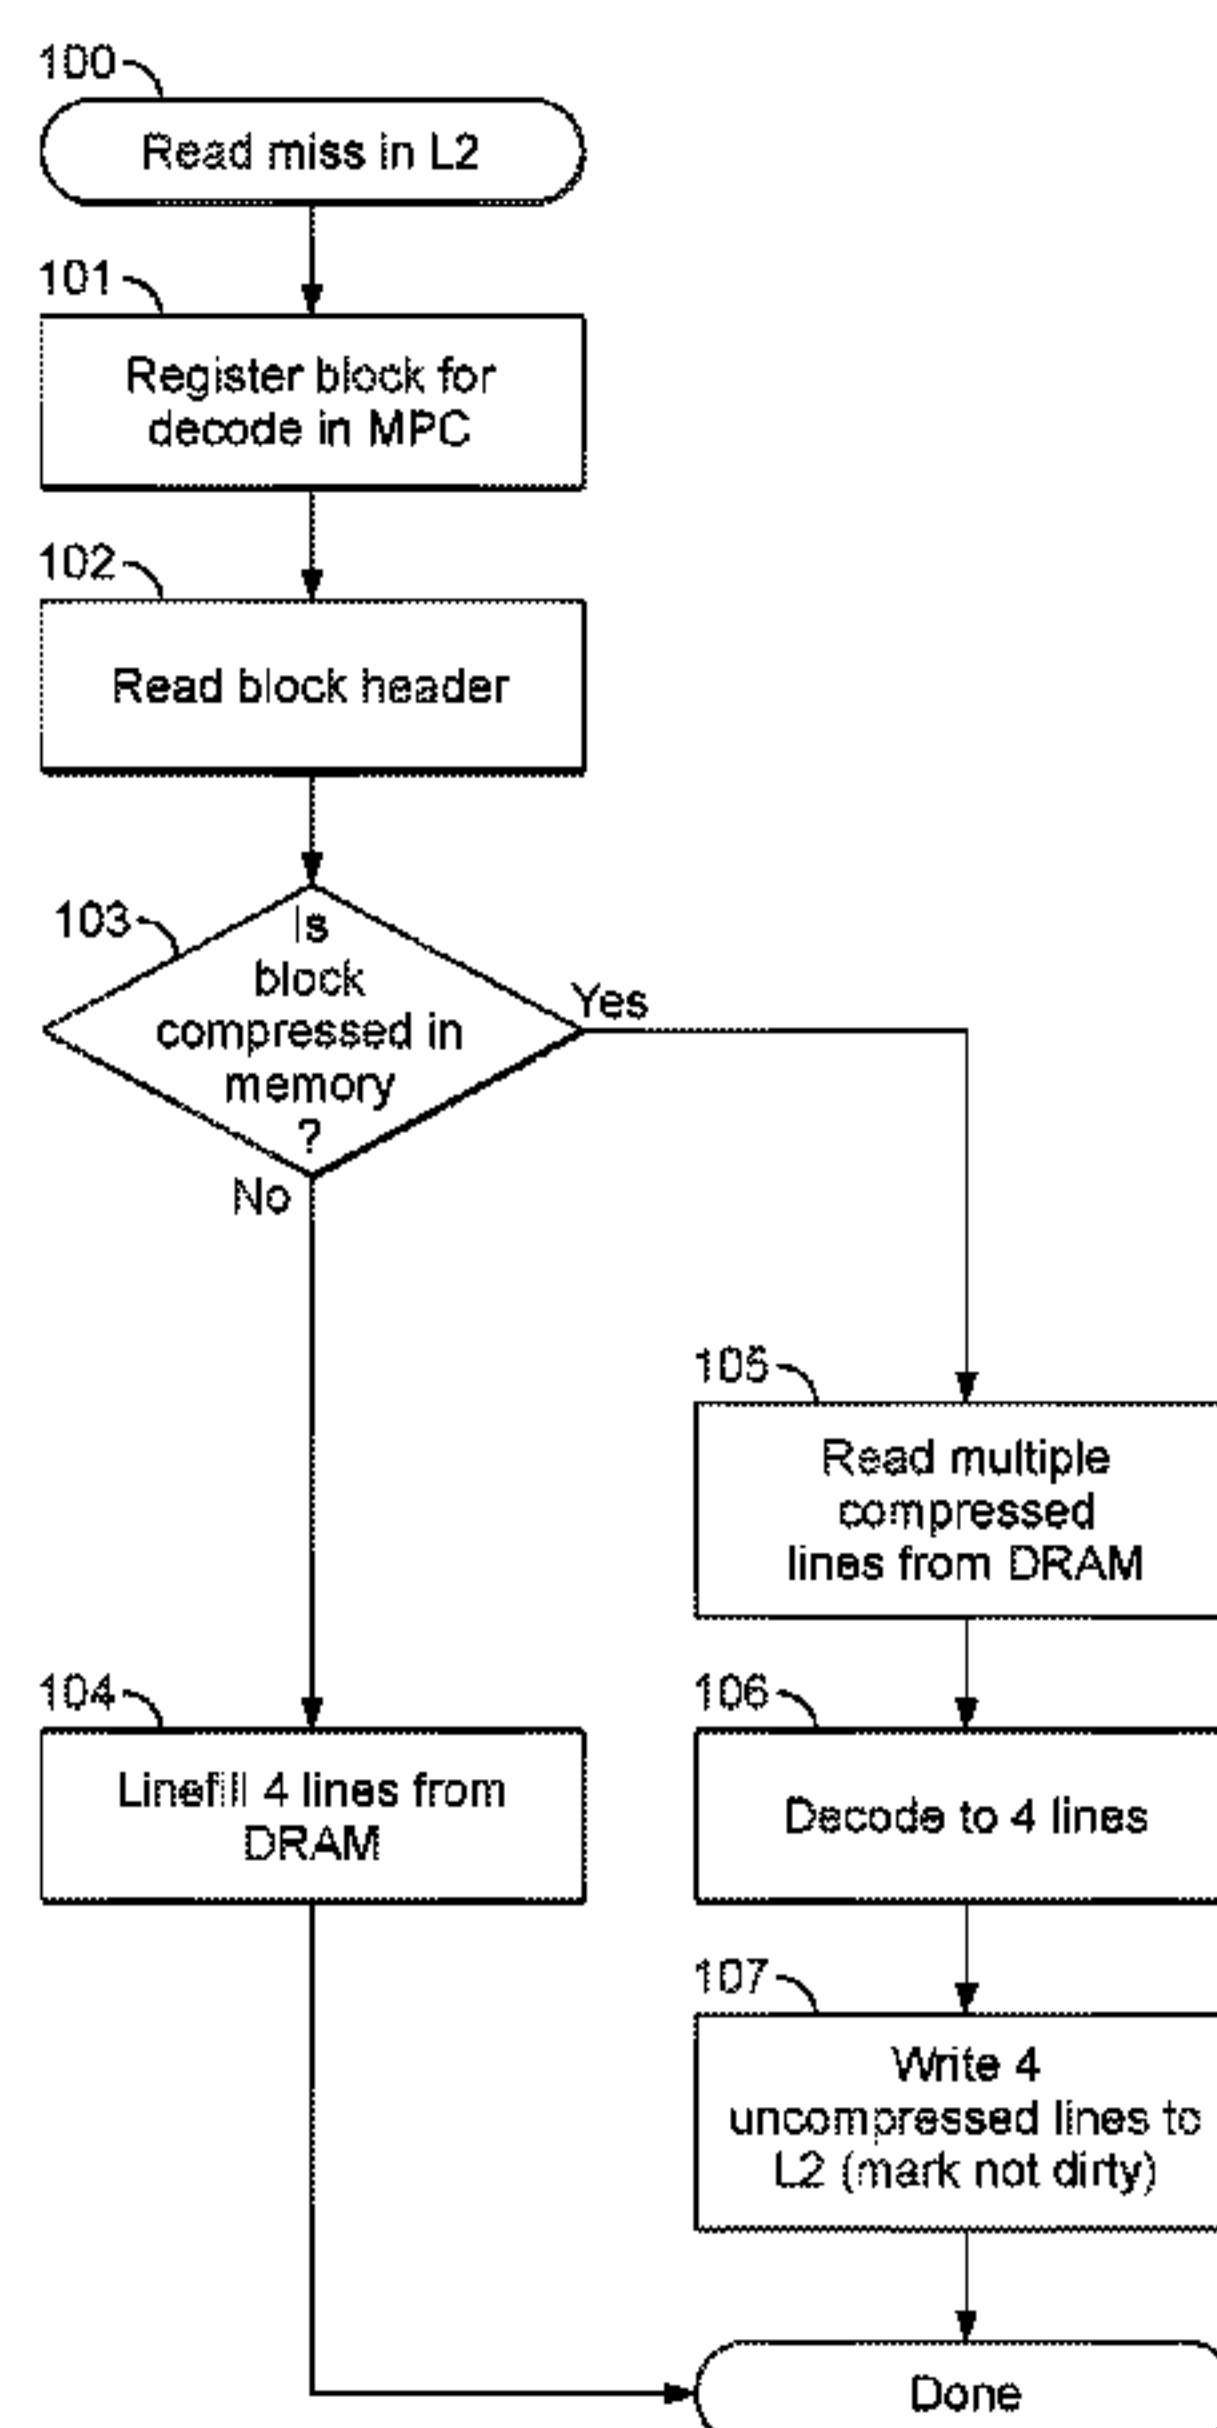 100
Read miss in L2
101
Register block for
decode in MPC
102
Read block header
103
Is
block
compressed in
memory
?
Yes
No
105
Read multiple
compressed
lines from DRAM
104
Linefill 4 lines from
DRAM
106
Decode to 4 lines
107
Write 4
uncompressed lines to
L2 (mark not dirty)
Done